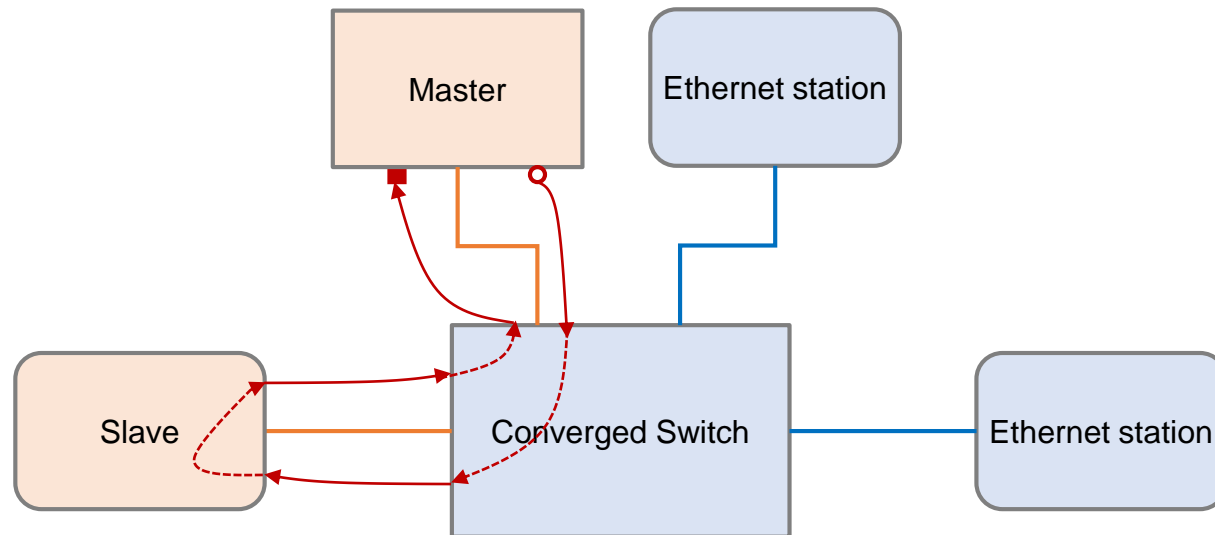 Master
Ethernet station
Slave
Converged Switch
Ethernet station